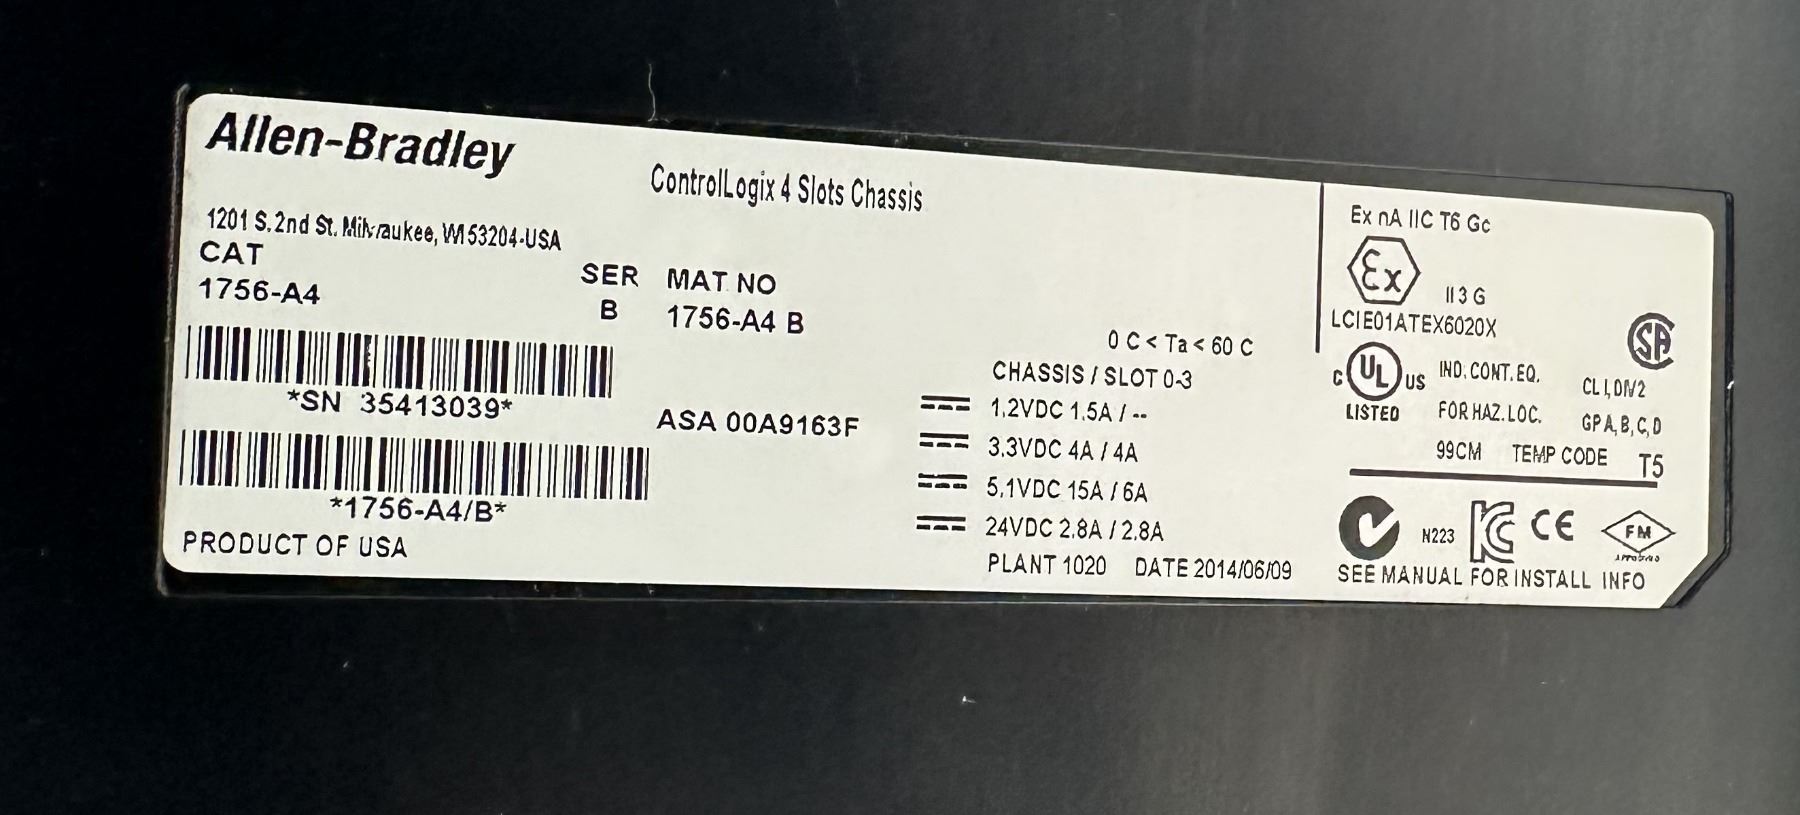 Allen-Bradley
ControlLogix 4 Slots Chassis
1201 S. 2nd St. Milwaukee, WI 53204-USA
CAT
1756-A4
SER
B
MAT NO
1756-A4 B
*SN 35413039*
ASA 00A9163F
*1756-A4/B*
PRODUCT OF USA
0 C < Ta < 60 C
CHASSIS / SLOT 0-3
1.2VDC 1.5A / --
3.3VDC 4A / 4A
5.1VDC 15A / 6A
24VDC 2.8A / 2.8A
PLANT 1020 DATE 2014/06/09
Ex nA IIC T6 Gc
Ex
II 3 G
LCIE01ATEX6020X
SA
C UL US
LISTED
IND. CONT. EQ.
FOR HAZ. LOC.
99CM
CL I, DIV 2
GP A, B, C, D
TEMP CODE T5
N223
KC
CE
FM
APPROVED
SEE MANUAL FOR INSTALL INFO